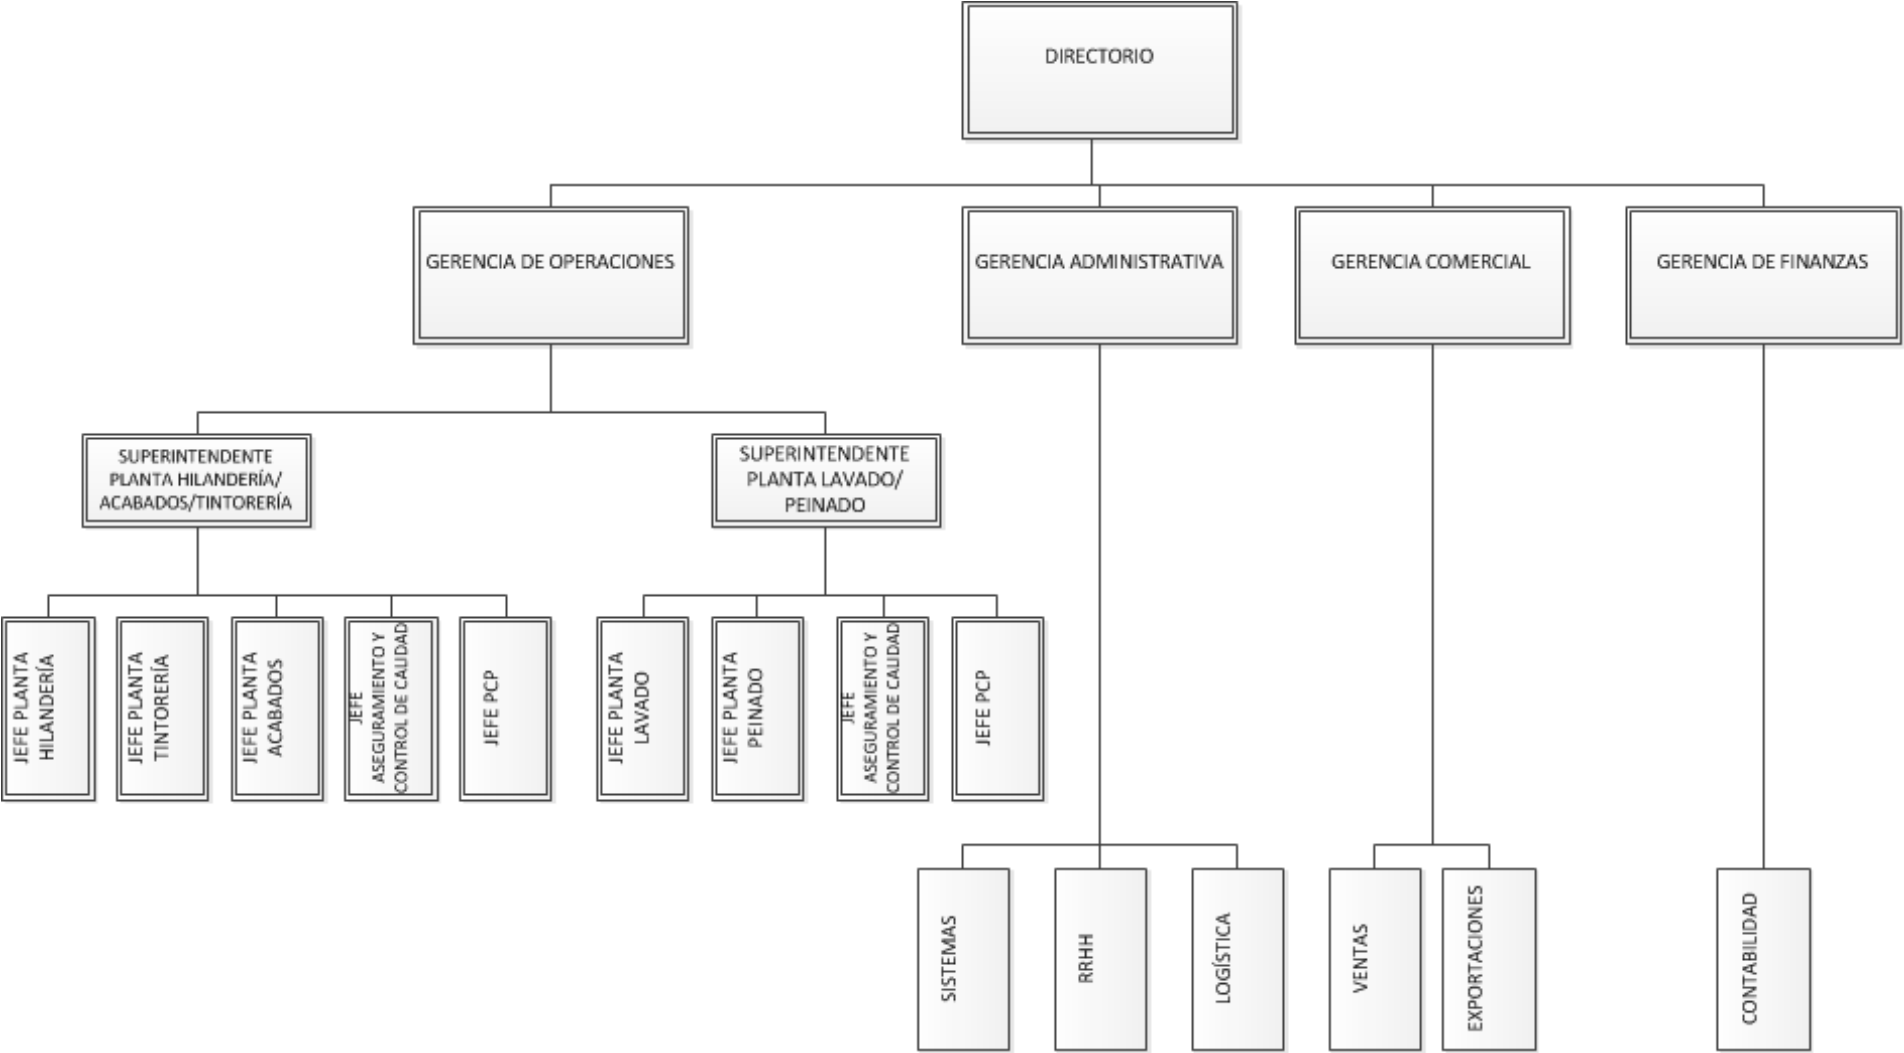 DIRECTORIO
GERENCIA DE OPERACIONES
GERENCIA ADMINISTRATIVA
GERENCIA COMERCIAL
GERENCIA DE FINANZAS
SUPERINTENDENTE
PLANTA HILANDERÍA/
ACABADOS/TINTORERÍA
SUPERINTENDENTE
PLANTA LAVADO/
PEINADO
JEFE PLANTA
HILANDERÍA
JEFE PLANTA
TINTORERÍA
JEFE PLANTA
ACABADOS
JEFE
ASEGURAMIENTO Y
CONTROL DE CALIDAD
JEFE PCP
JEFE PLANTA
LAVADO
JEFE PLANTA
PEINADO
JEFE
ASEGURAMIENTO Y
CONTROL DE CALIDAD
JEFE PCP
SISTEMAS
RRHH
LOGÍSTICA
VENTAS
EXPORTACIONES
CONTABILIDAD